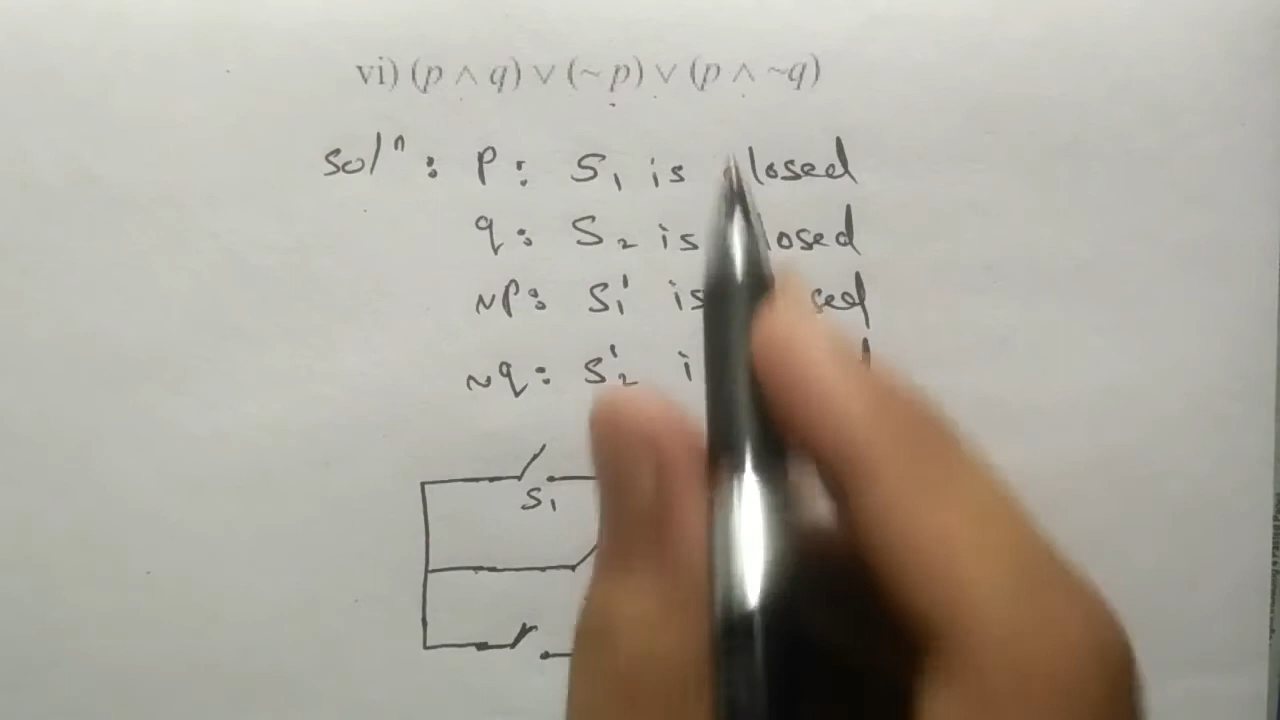 vi) (p ∧ q) ∨ (~ p) ∨ (p ∧ ~q)
solⁿ : p : S₁ is closed
q : S₂ is closed
~p : S₁' is
~q : S₂'
S₁